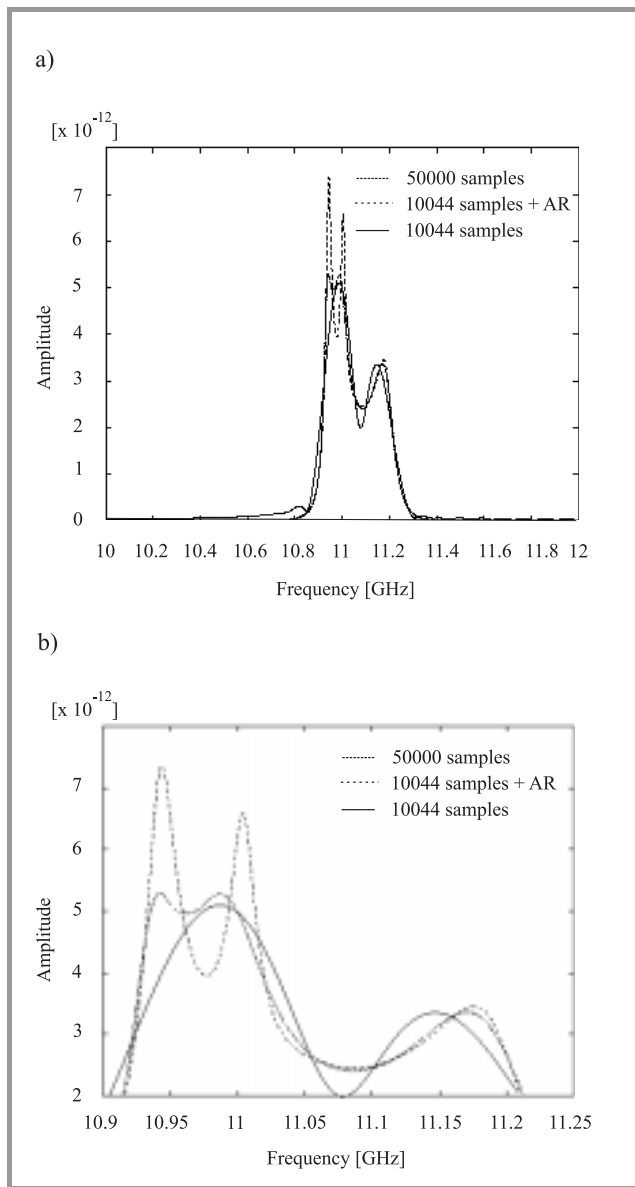 a)
[x 10-12]
7
6
5
4
3
2
1
0
Amplitude
50000 samples
10044 samples + AR
10044 samples
10 10.2 10.4 10.6 10.8 11 11.2 11.4 11.6 11.8 12
Frequency [GHz]
b)
[x 10-12]
7
6
5
4
3
2
Amplitude
50000 samples
10044 samples + AR
10044 samples
10.9 10.95 11 11.05 11.1 11.15 11.2 11.25
Frequency [GHz]